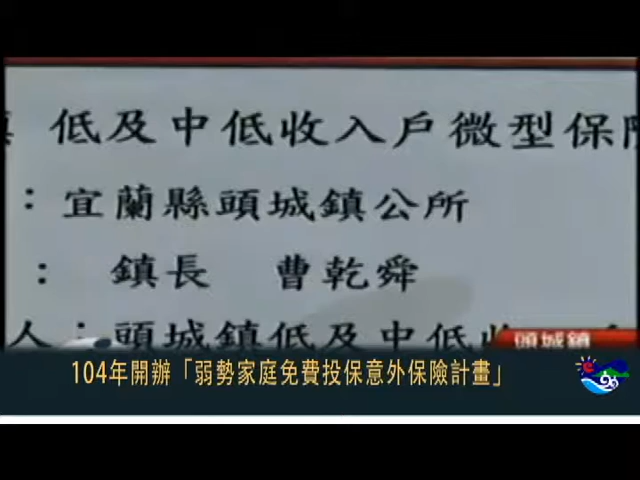 低及中低收入戶微型保險
：宜蘭縣頭城鎮公所
：鎮長 曹乾舜
人：頭城鎮低及中低收
頭城鎮
104年開辦「弱勢家庭免費投保意外保險計畫」